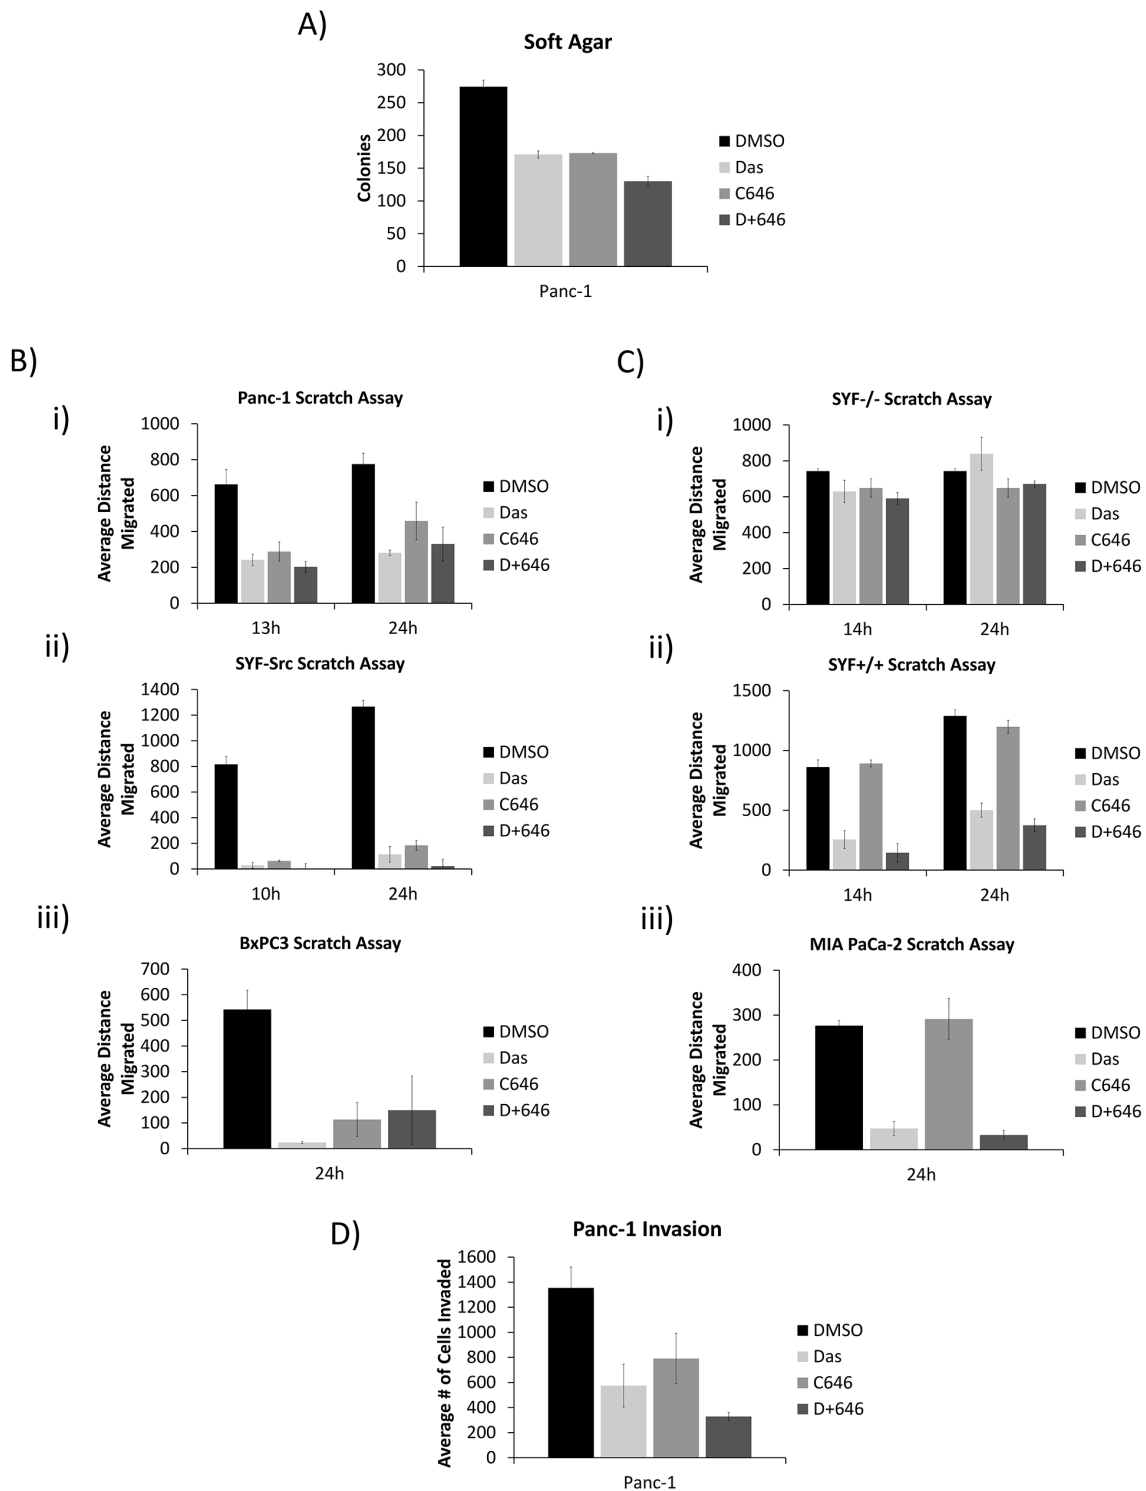 A)
Soft Agar
300
250
200
150
100
50
0
Colonies
Panc-1
DMSO
Das
C646
D+646
B)
i)
Panc-1 Scratch Assay
1000
800
600
400
200
0
Average Distance
Migrated
13h 24h
DMSO
Das
C646
D+646
ii)
SYF-Src Scratch Assay
1400
1200
1000
800
600
400
200
0
Average Distance
Migrated
10h 24h
DMSO
Das
C646
D+646
iii)
BxPC3 Scratch Assay
700
600
500
400
300
200
100
0
Average Distance
Migrated
24h
DMSO
Das
C646
D+646
C)
i)
SYF-/- Scratch Assay
1000
800
600
400
200
0
Average Distance
Migrated
14h 24h
DMSO
Das
C646
D+646
ii)
SYF+/+ Scratch Assay
1500
1000
500
0
Average Distance
Migrated
14h 24h
DMSO
Das
C646
D+646
iii)
MIA PaCa-2 Scratch Assay
400
300
200
100
0
Average Distance
Migrated
24h
DMSO
Das
C646
D+646
D)
Panc-1 Invasion
1600
1400
1200
1000
800
600
400
200
0
Average # of Cells Invaded
Panc-1
DMSO
Das
C646
D+646